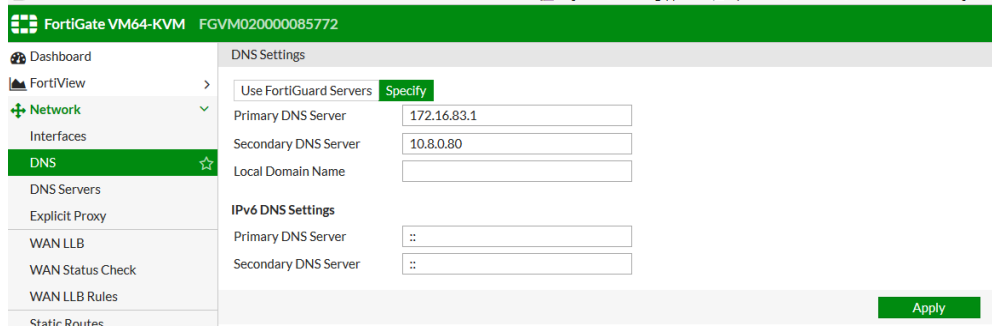 FortiGate VM64-KVM FGVM020000085772
Dashboard
FortiView
Network
Interfaces
DNS
DNS Servers
Explicit Proxy
WAN LLB
WAN Status Check
WAN LLB Rules
Static Routes
DNS Settings
Use FortiGuard Servers Specify
Primary DNS Server 172.16.83.1
Secondary DNS Server 10.8.0.80
Local Domain Name
IPv6 DNS Settings
Primary DNS Server ::
Secondary DNS Server ::
Apply